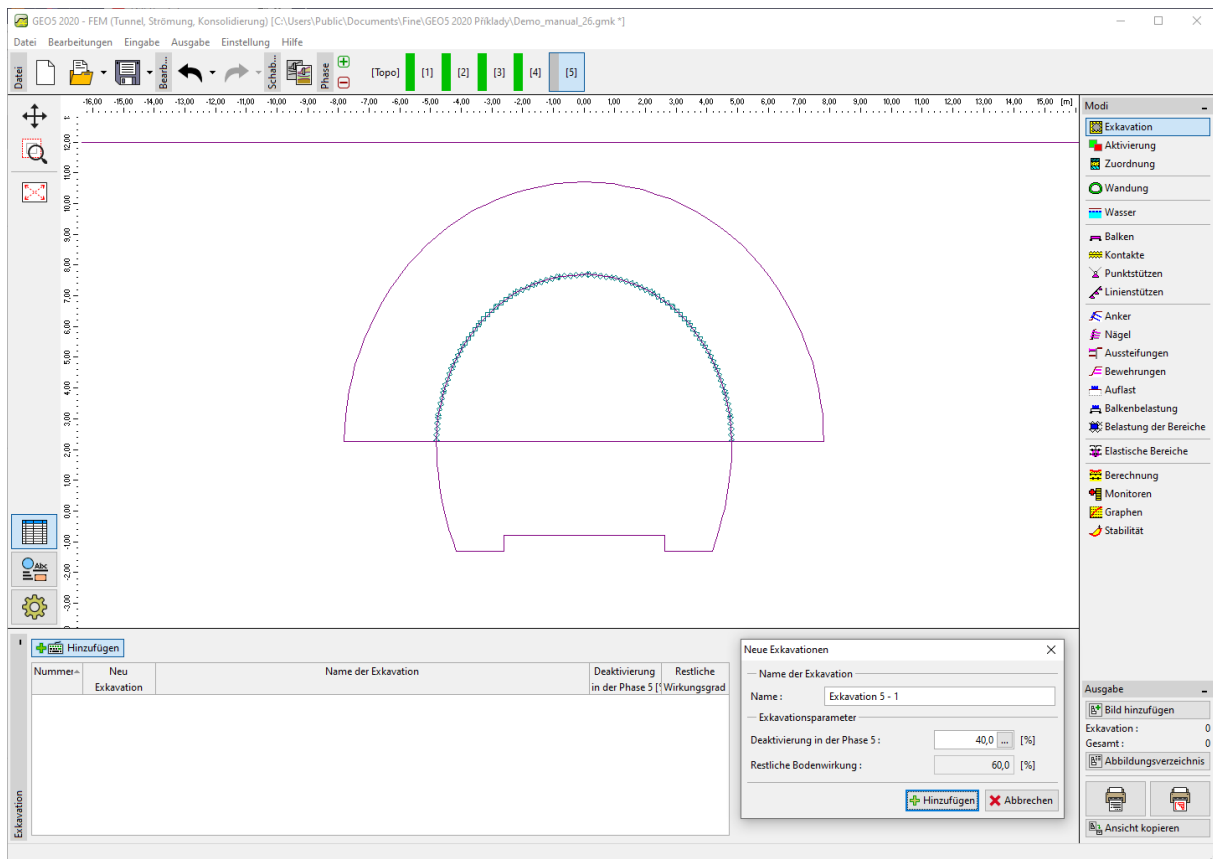 GEO5 2020 - FEM (Tunnel, Strömung, Konsolidierung) [C:\Users\Public\Documents\Fine\GEO5 2020 Příklady\Demo_manual_26.gmk *]
Datei Bearbeitungen Eingabe Ausgabe Einstellung Hilfe
Datei Bearb... Schab... Phase [Topo] [1] [2] [3] [4] [5]
-16,00 -15,00 -14,00 -13,00 -12,00 -11,00 -10,00 -9,00 -8,00 -7,00 -6,00 -5,00 -4,00 -3,00 -2,00 -1,00 0,00 1,00 2,00 3,00 4,00 5,00 6,00 7,00 8,00 9,00 10,00 11,00 12,00 13,00 14,00 15,00 [m]
12,00
11,00
10,00
9,00
8,00
7,00
6,00
5,00
4,00
3,00
2,00
1,00
0,00
-1,00
-2,00
-3,00
Abc
Modi
Exkavation
Aktivierung
Zuordnung
Wandung
Wasser
Balken
Kontakte
Punktstützen
Linienstützen
Anker
Nägel
Aussteifungen
Bewehrungen
Auflast
Balkenbelastung
Belastung der Bereiche
Elastische Bereiche
Berechnung
Monitoren
Graphen
Stabilität
Exkavation
Hinzufügen
Nummer Neu Name der Exkavation Deaktivierung Restliche
Exkavation in der Phase 5 [% Wirkungsgrad
Neue Exkavationen
Name der Exkavation
Name : Exkavation 5 - 1
Exkavationsparameter
Deaktivierung in der Phase 5 : 40,0 ... [%]
Restliche Bodenwirkung : 60,0 [%]
Hinzufügen Abbrechen
Ausgabe
Bild hinzufügen
Exkavation : 0
Gesamt : 0
Abbildungsverzeichnis
Ansicht kopieren